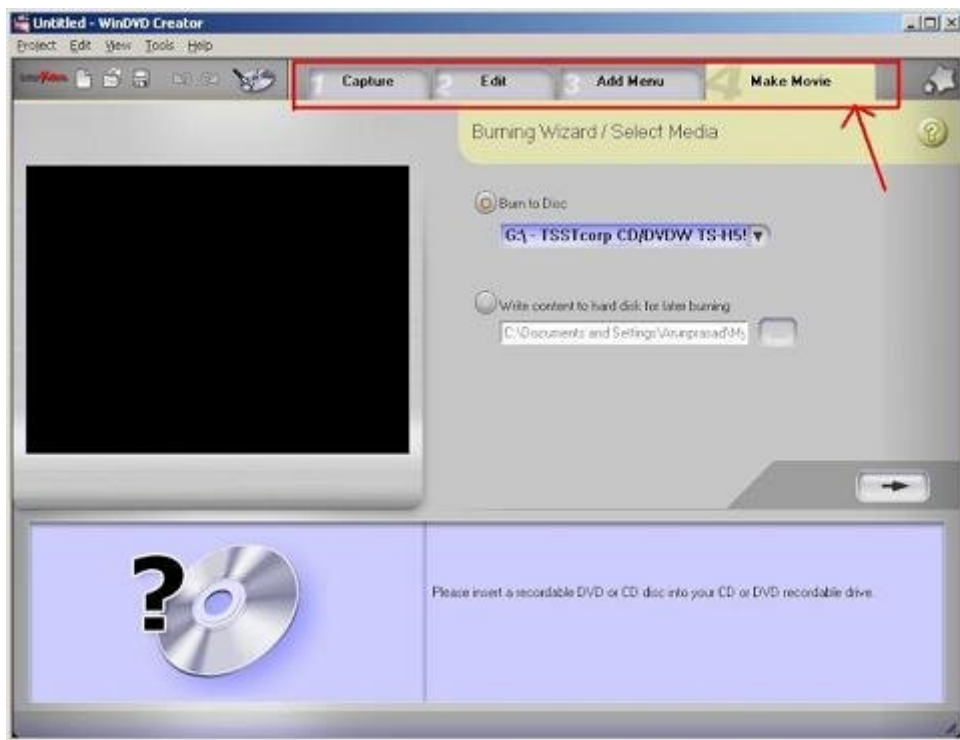 Untitled - WinDVD Creator
Project Edit View Tools Help
1 Capture 2 Edit 3 Add Menu 4 Make Movie
Burning Wizard / Select Media
?
Burn to Disc
G:\ - TSSTcorp CD/DVDW TS-H5!
Write content to hard disk for later burning
C:\Documents and Settings\Arunprasad\My
...
?
Please insert a recordable DVD or CD disc into your CD or DVD recordable drive.